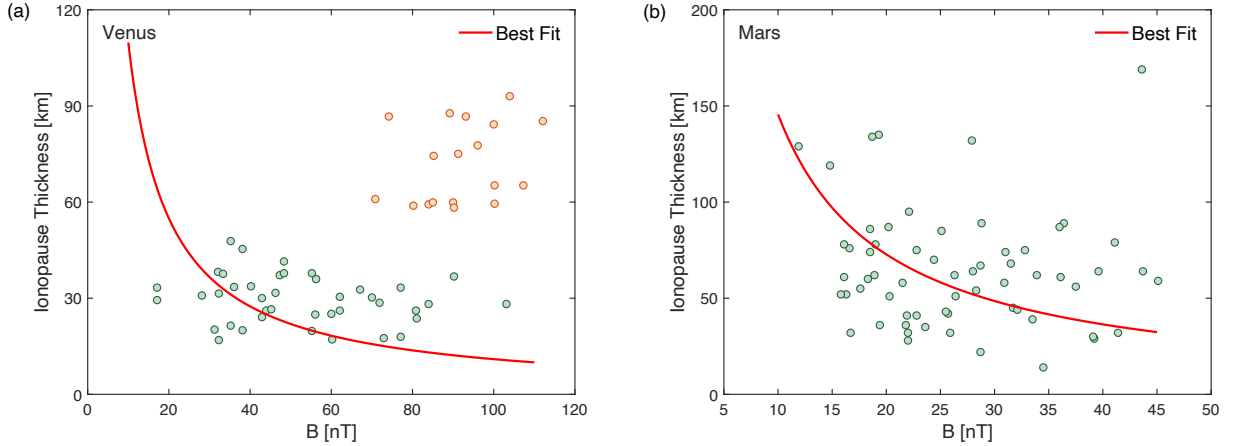 (a)
Venus
Best Fit
Ionopause Thickness [km]
120
90
60
30
0
0 20 40 60 80 100 120
B [nT]
(b)
Mars
Best Fit
Ionopause Thickness [km]
200
150
100
50
0
5 10 15 20 25 30 35 40 45 50
B [nT]